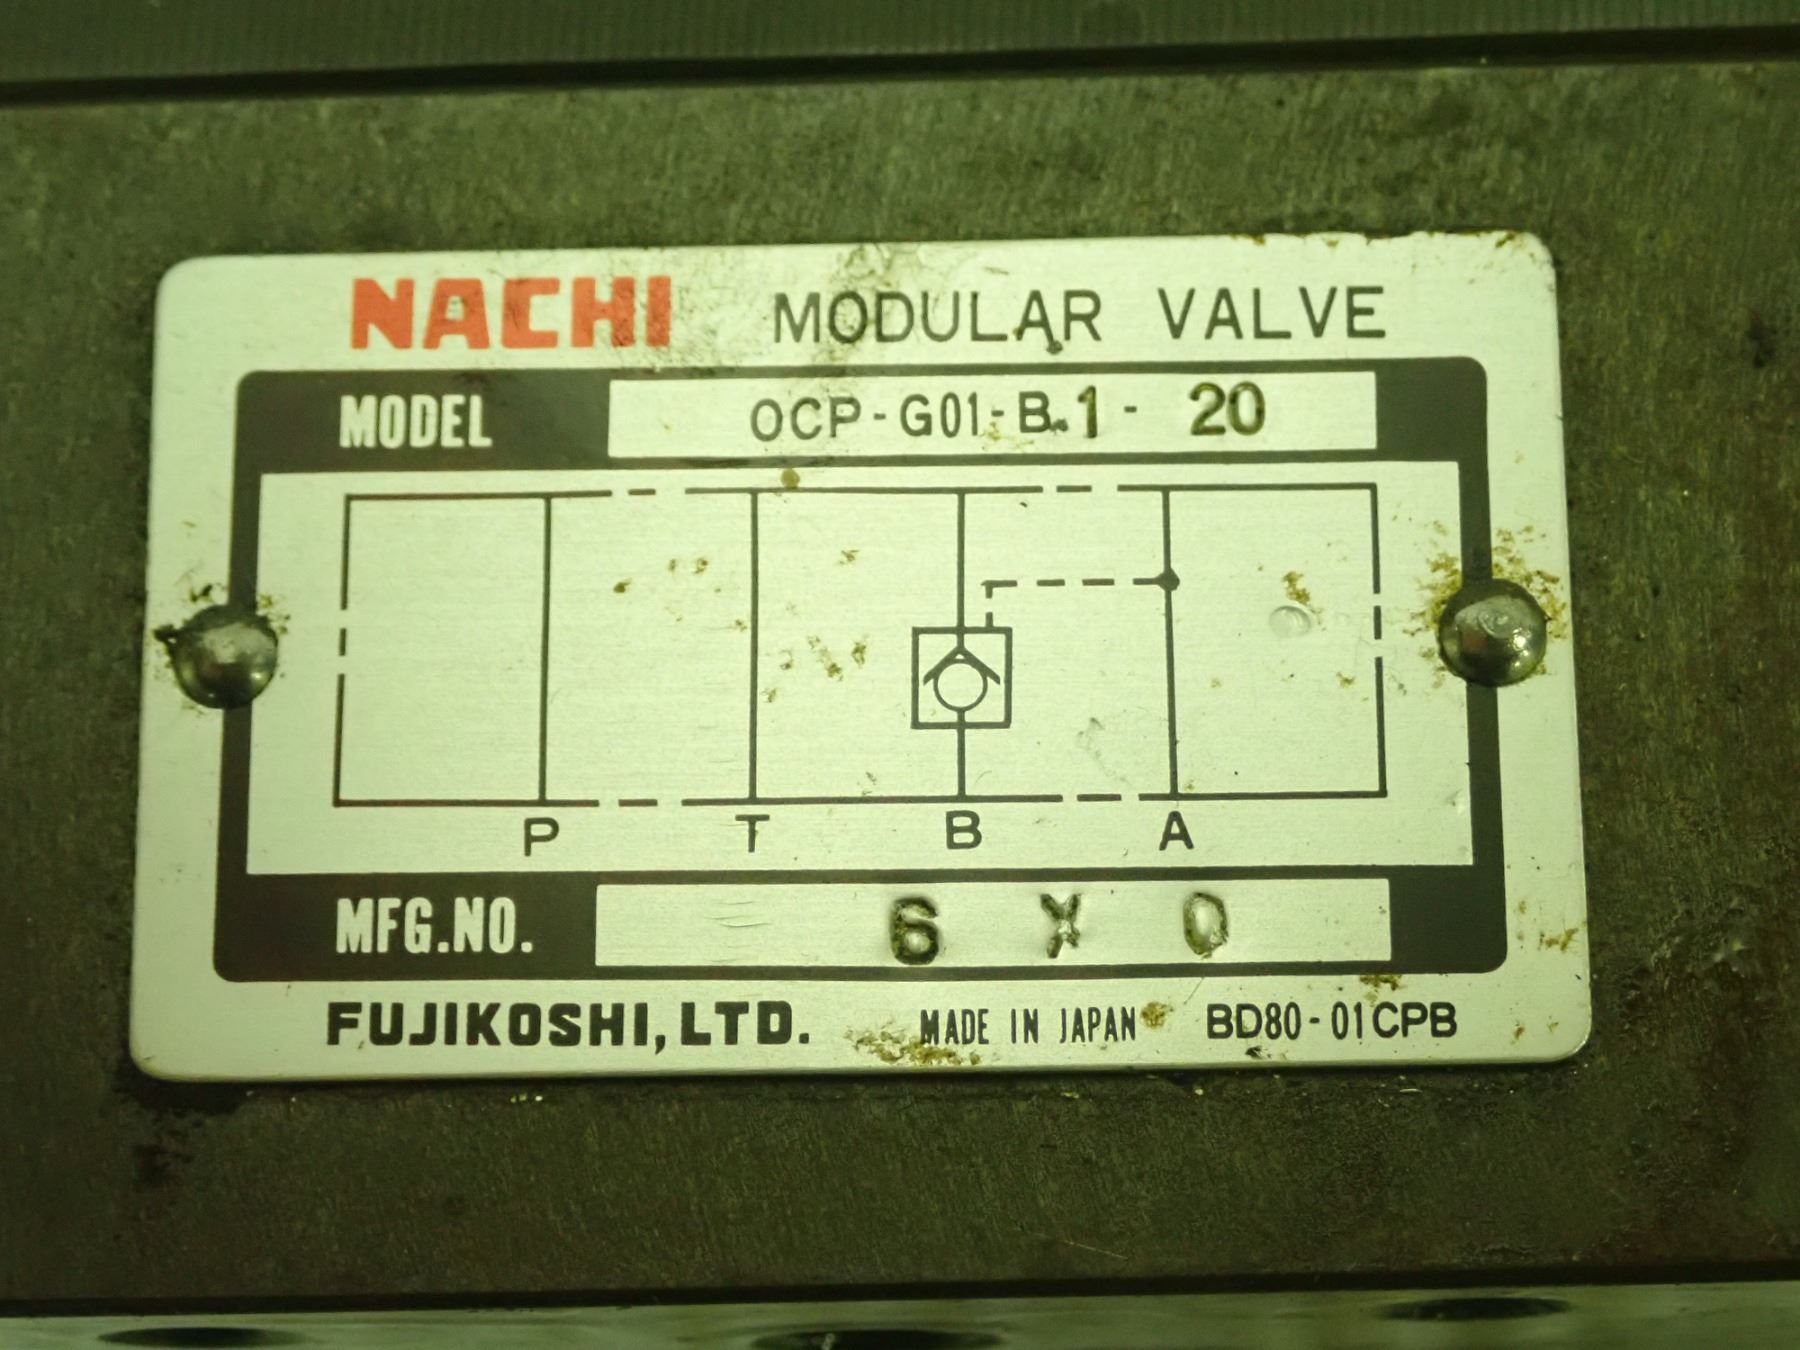 NACHI MODULAR VALVE
MODEL OCP-G01-B1-20
P T B A
MFG.NO. 6 X 0
FUJIKOSHI, LTD. MADE IN JAPAN BD80-01CPB